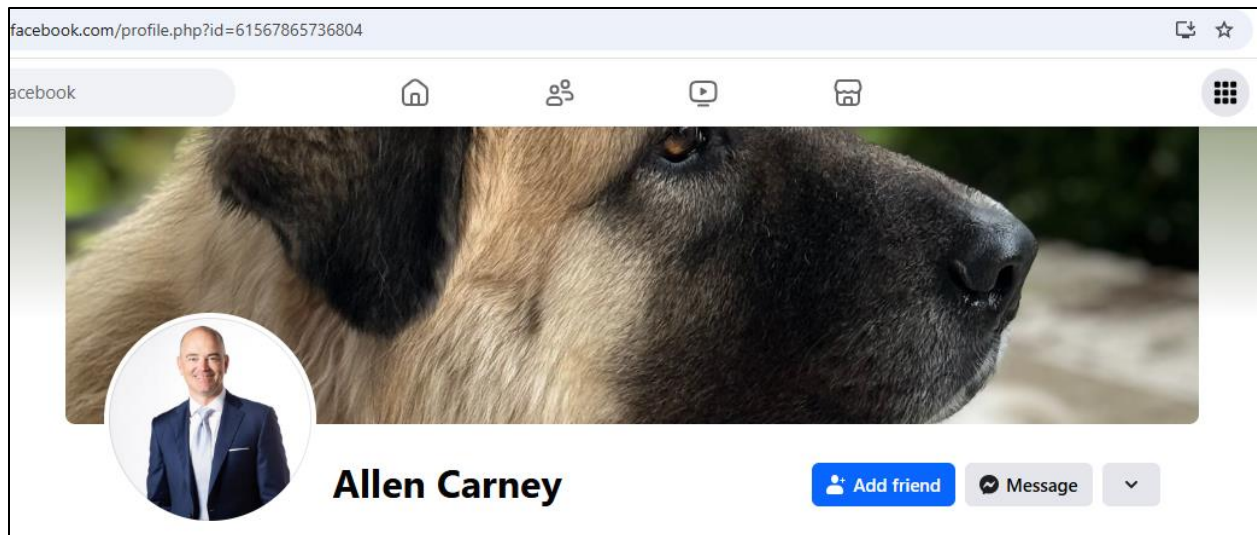 facebook.com/profile.php?id=61567865736804
acebook
Allen Carney
Add friend
Message